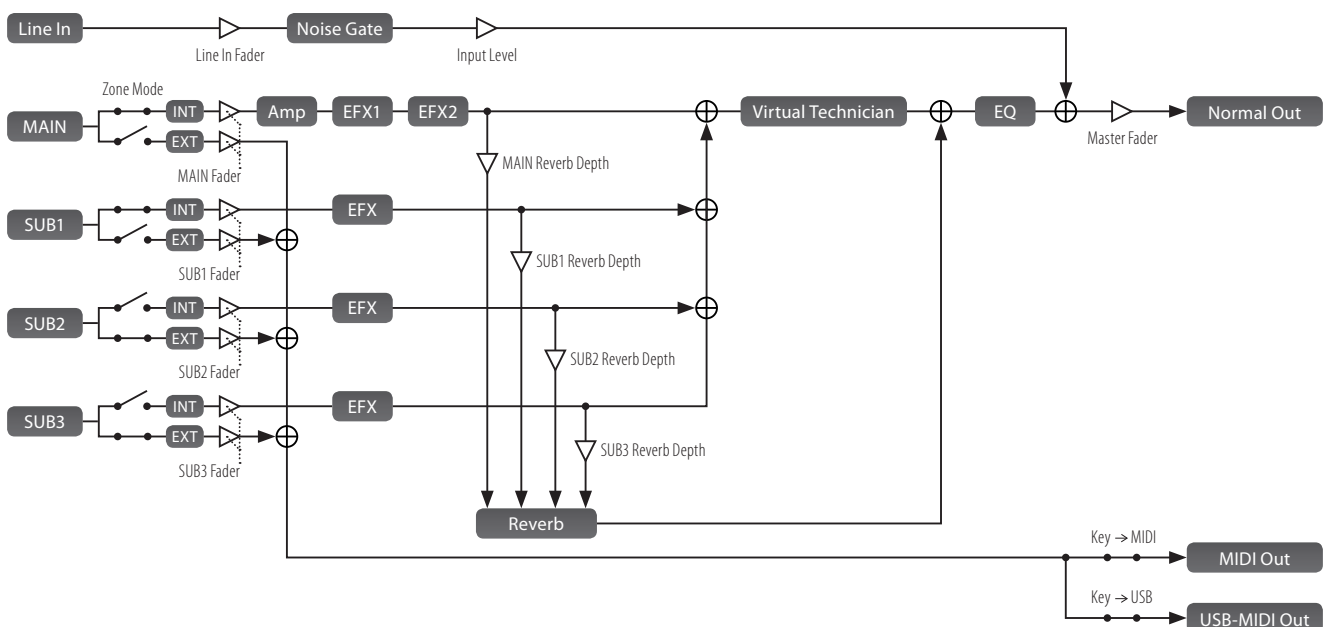 Line In
Line In Fader
Noise Gate
Input Level
Zone Mode
MAIN
INT
EXT
MAIN Fader
Amp
EFX1
EFX2
Virtual Technician
EQ
Master Fader
Normal Out
MAIN Reverb Depth
SUB1
INT
EXT
SUB1 Fader
EFX
SUB1 Reverb Depth
SUB2
INT
EXT
SUB2 Fader
EFX
SUB2 Reverb Depth
SUB3
INT
EXT
SUB3 Fader
EFX
SUB3 Reverb Depth
Reverb
Key → MIDI
MIDI Out
Key → USB
USB-MIDI Out